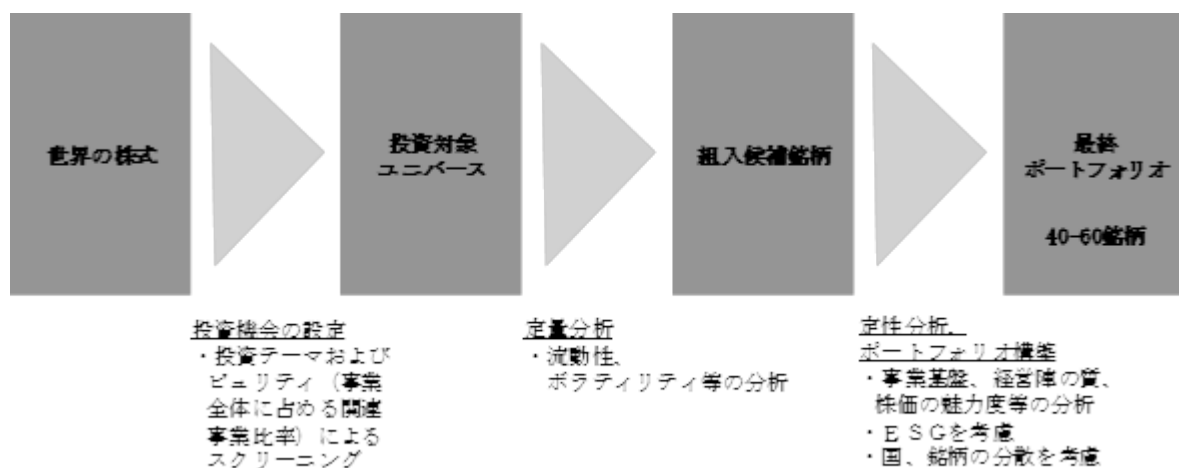 世界の株式
投資対象
ユニバース
組入候補銘柄
最終
ポートフォリオ
40-60銘柄
投資機会の設定
・投資テーマおよび
ピュリティ（事業
全体に占める関連
事業比率）による
スクリーニング
定量分析
・流動性、
ボラティリティ等の分析
定性分析、
ポートフォリオ構築
・事業基盤、経営陣の質、
株価の魅力度等の分析
・ＥＳＧを考慮
・国、銘柄の分散を考慮